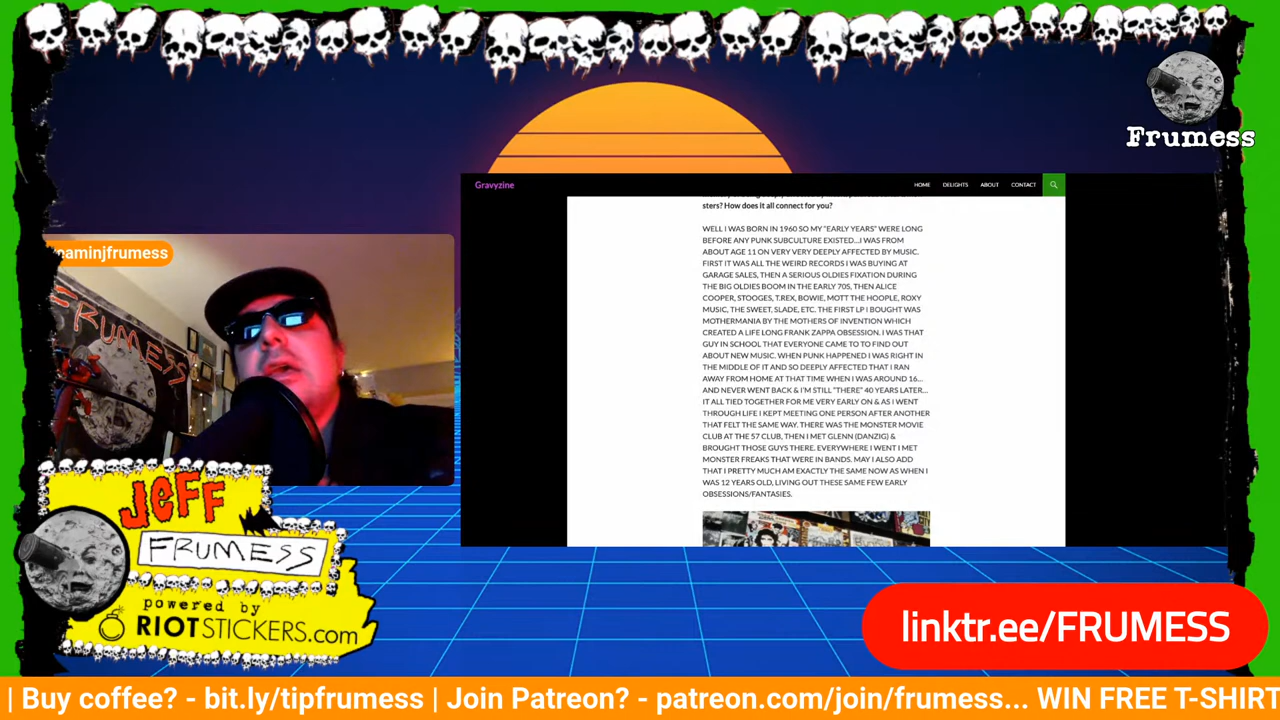 Frumess
Gravyzine
HOME DELIGHTS ABOUT CONTACT
sters? How does it all connect for you?
WELL I WAS BORN IN 1960 SO MY "EARLY YEARS" WERE LONG
BEFORE ANY PUNK SUBCULTURE EXISTED...I WAS FROM
ABOUT AGE 11 ON VERY VERY DEEPLY AFFECTED BY MUSIC.
FIRST IT WAS ALL THE WEIRD RECORDS I WAS BUYING AT
GARAGE SALES, THEN A SERIOUS OLDIES FIXATION DURING
THE BIG OLDIES BOOM IN THE EARLY 70S, THEN ALICE
COOPER, STOOGES, T.REX, BOWIE, MOTT THE HOOPLE, ROXY
MUSIC, THE SWEET, SLADE, ETC. THE FIRST LP I BOUGHT WAS
MOTHERMANIA BY THE MOTHERS OF INVENTION WHICH
CREATED A LIFE LONG FRANK ZAPPA OBSESSION. I WAS THAT
GUY IN SCHOOL THAT EVERYONE CAME TO TO FIND OUT
ABOUT NEW MUSIC. WHEN PUNK HAPPENED I WAS RIGHT IN
THE MIDDLE OF IT AND SO DEEPLY AFFECTED THAT I RAN
AWAY FROM HOME AT THAT TIME WHEN I WAS AROUND 16...
AND NEVER WENT BACK & I'M STILL "THERE" 40 YEARS LATER...
IT ALL TIED TOGETHER FOR ME VERY EARLY ON & AS I WENT
THROUGH LIFE I KEPT MEETING ONE PERSON AFTER ANOTHER
THAT FELT THE SAME WAY. THERE WAS THE MONSTER MOVIE
CLUB AT THE 57 CLUB, THEN I MET GLENN (DANZIG) &
BROUGHT THOSE GUYS THERE. EVERYWHERE I WENT I MET
MONSTER FREAKS THAT WERE IN BANDS. MAY I ALSO ADD
THAT I PRETTY MUCH AM EXACTLY THE SAME NOW AS WHEN I
WAS 12 YEARS OLD, LIVING OUT THESE SAME FEW EARLY
OBSESSIONS/FANTASIES.
eaminjfrumess
FRUMESS
JEFF
FRUMESS
powered by
RIOTSTICKERS.com
linktr.ee/FRUMESS
| Buy coffee? - bit.ly/tipfrumess | Join Patreon? - patreon.com/join/frumess... WIN FREE T-SHIRT